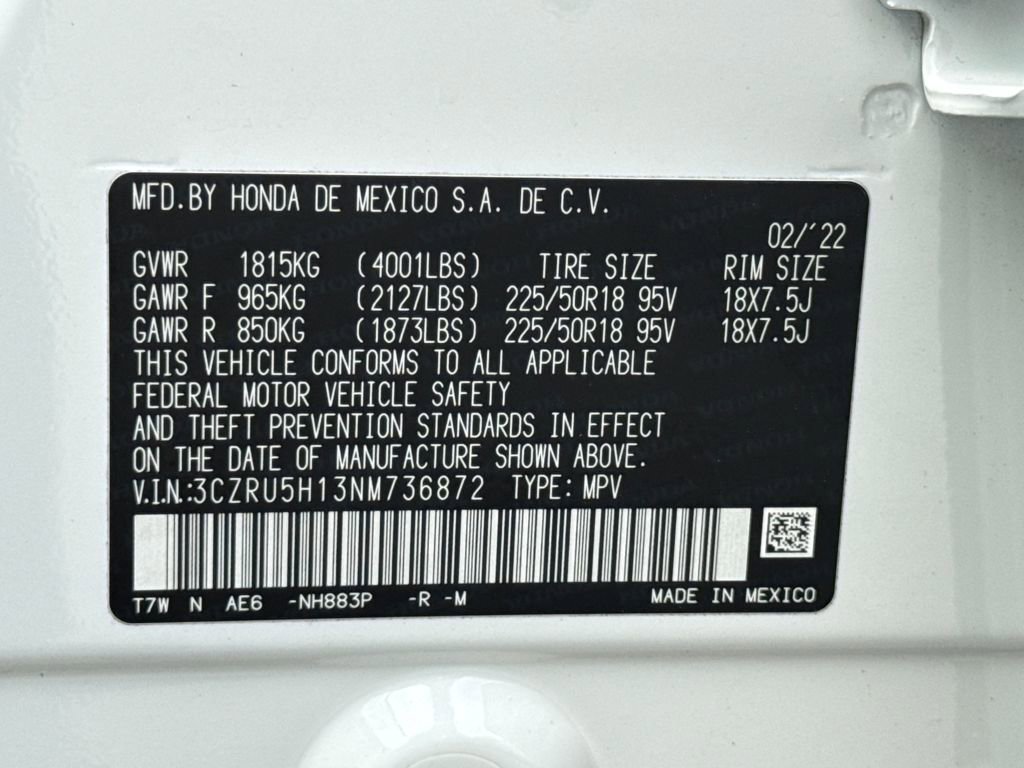 MFD.BY HONDA DE MEXICO S.A. DE C.V.
02/'22
GVWR 1815KG (4001LBS) TIRE SIZE RIM SIZE
GAWR F 965KG (2127LBS) 225/50R18 95V 18X7.5J
GAWR R 850KG (1873LBS) 225/50R18 95V 18X7.5J
THIS VEHICLE CONFORMS TO ALL APPLICABLE
FEDERAL MOTOR VEHICLE SAFETY
AND THEFT PREVENTION STANDARDS IN EFFECT
ON THE DATE OF MANUFACTURE SHOWN ABOVE.
V.I.N.:3CZRU5H13NM736872 TYPE: MPV
T7W N AE6 -NH883P -R -M MADE IN MEXICO